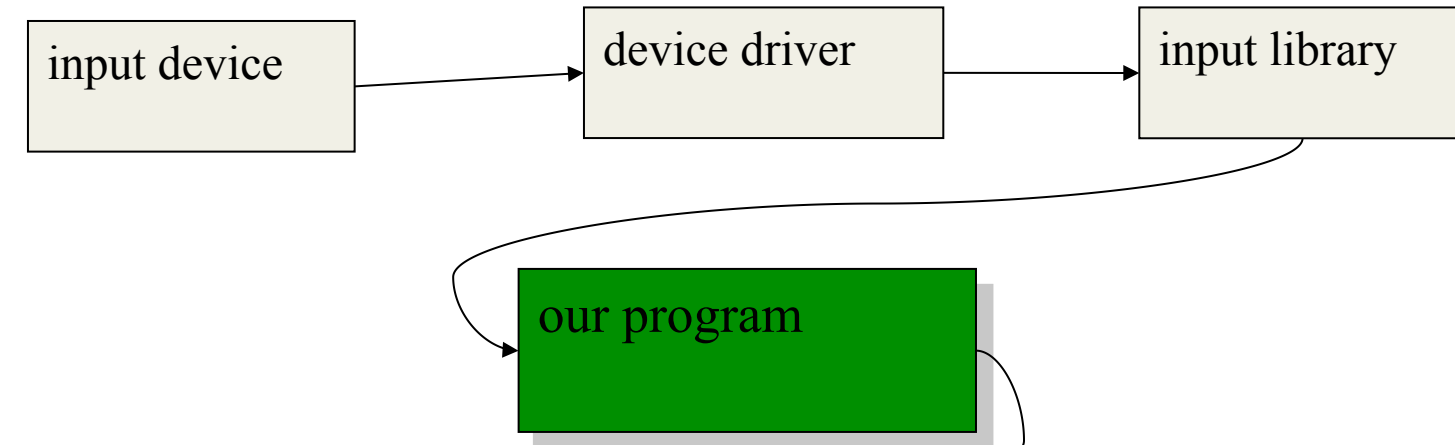 input device
device driver
input library
our program